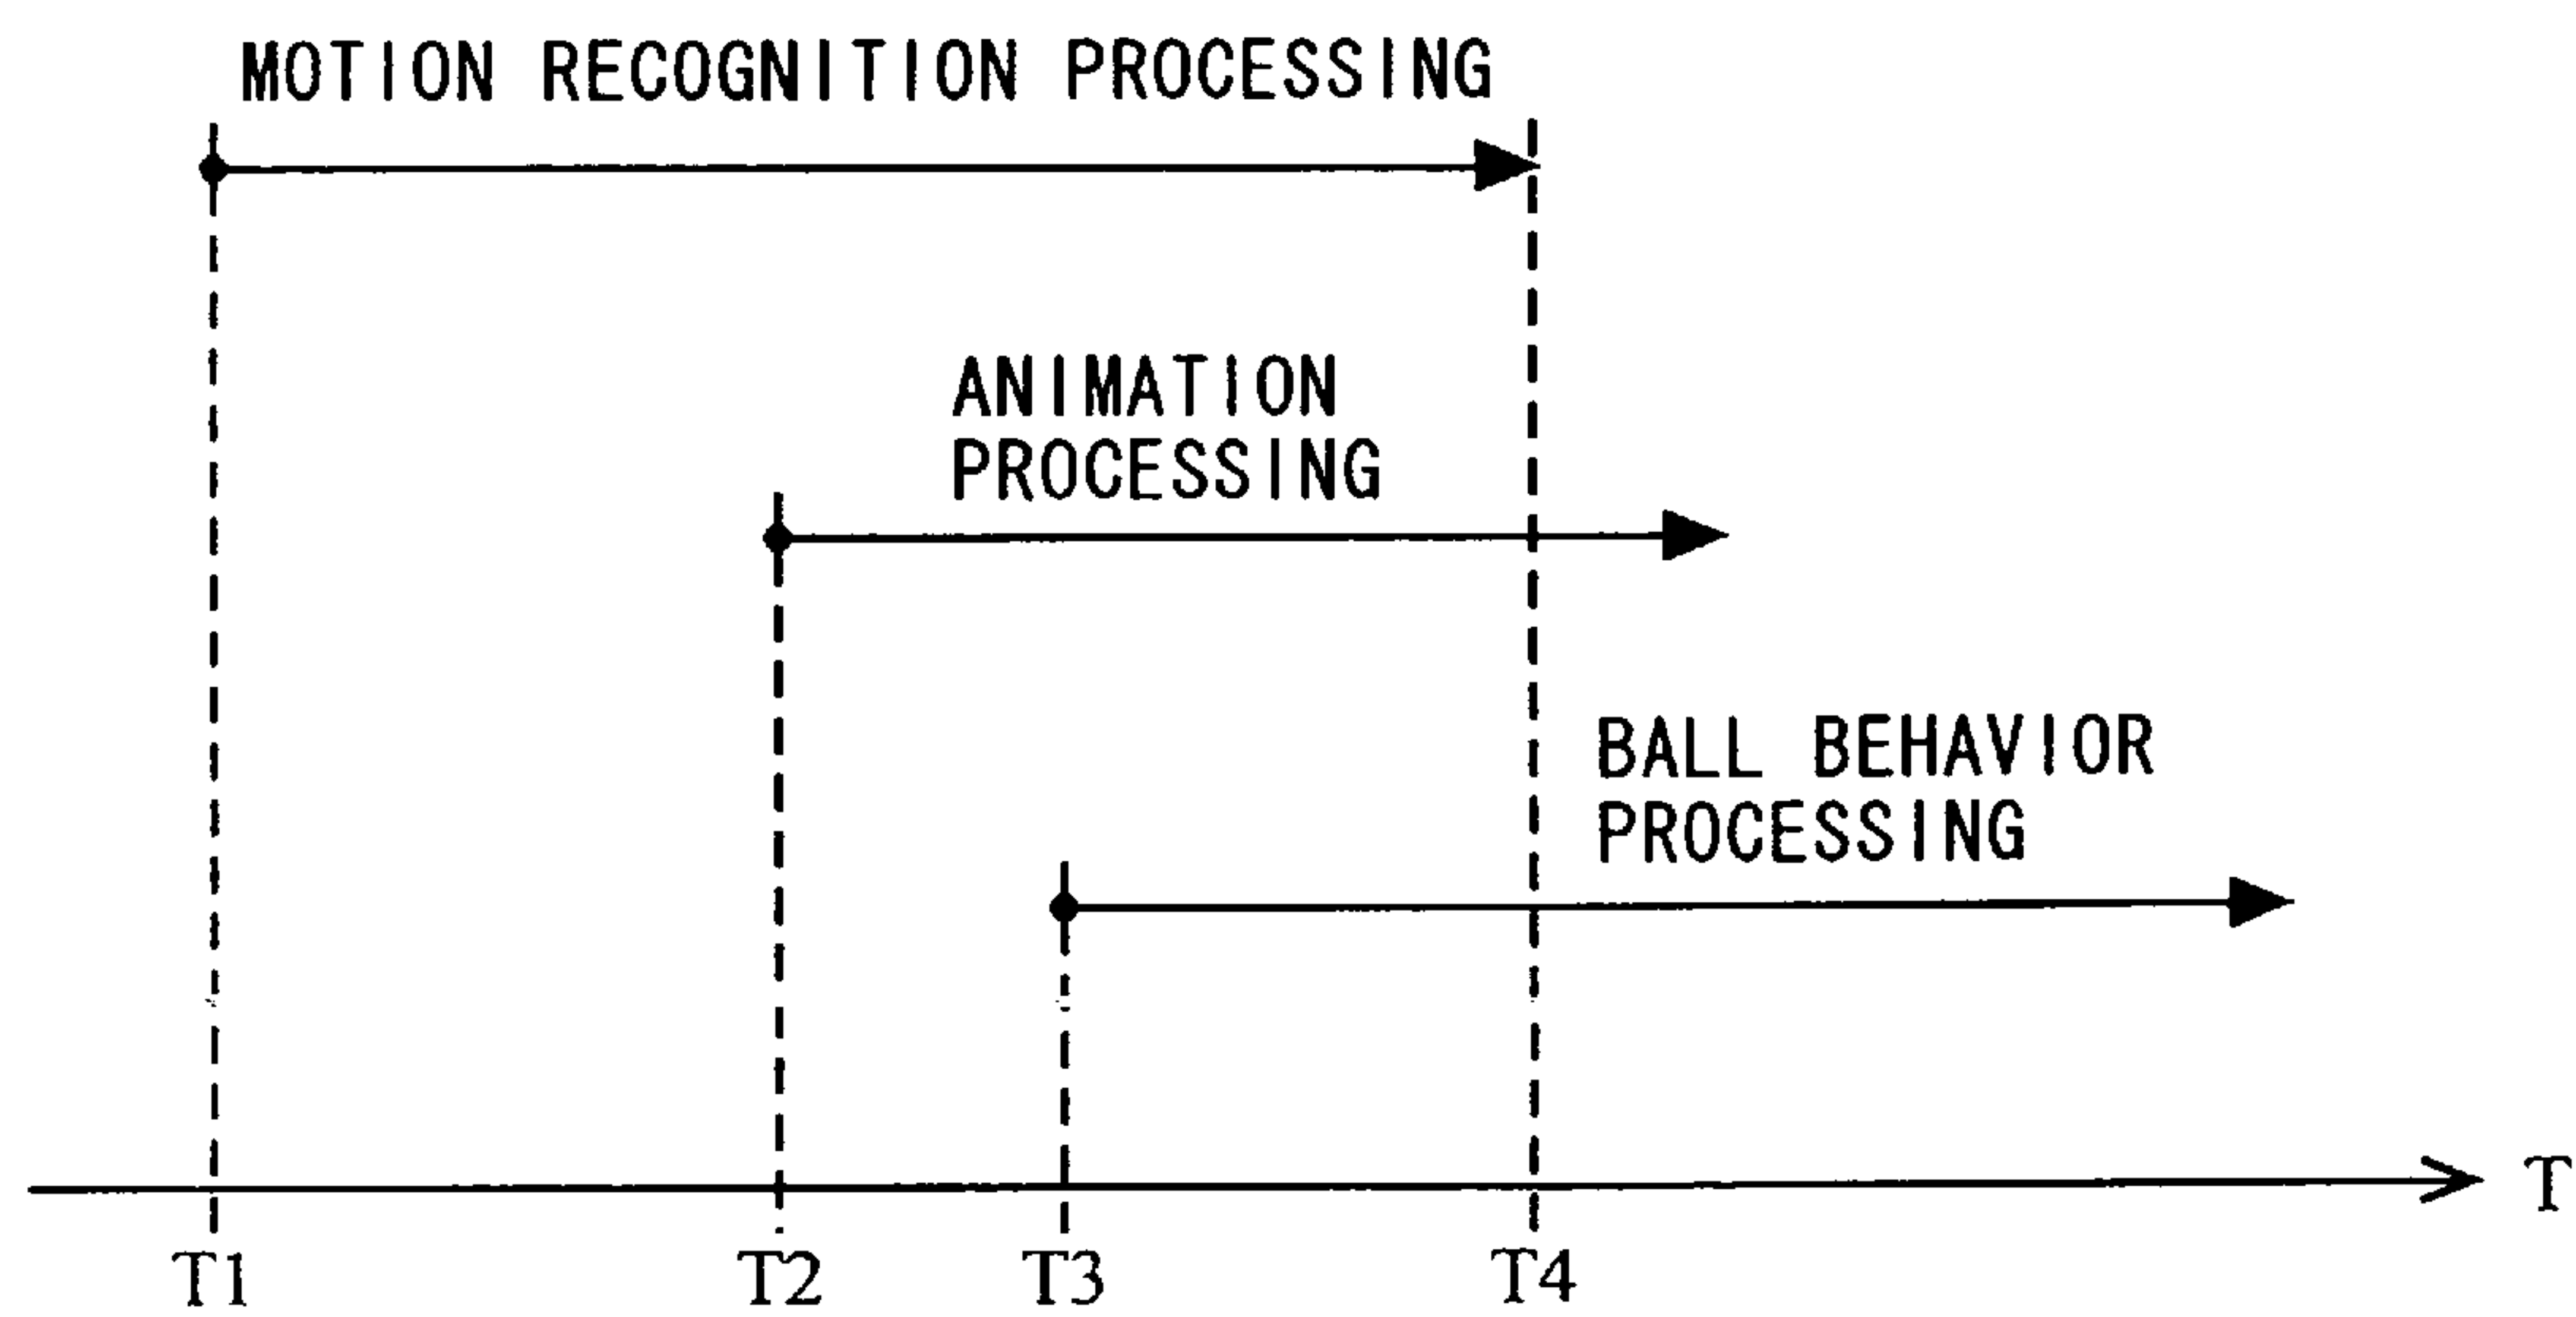 MOTION RECOGNITION PROCESSING
ANIMATION
PROCESSING
BALL BEHAVIOR
PROCESSING
T
T1 T2 T3 T4